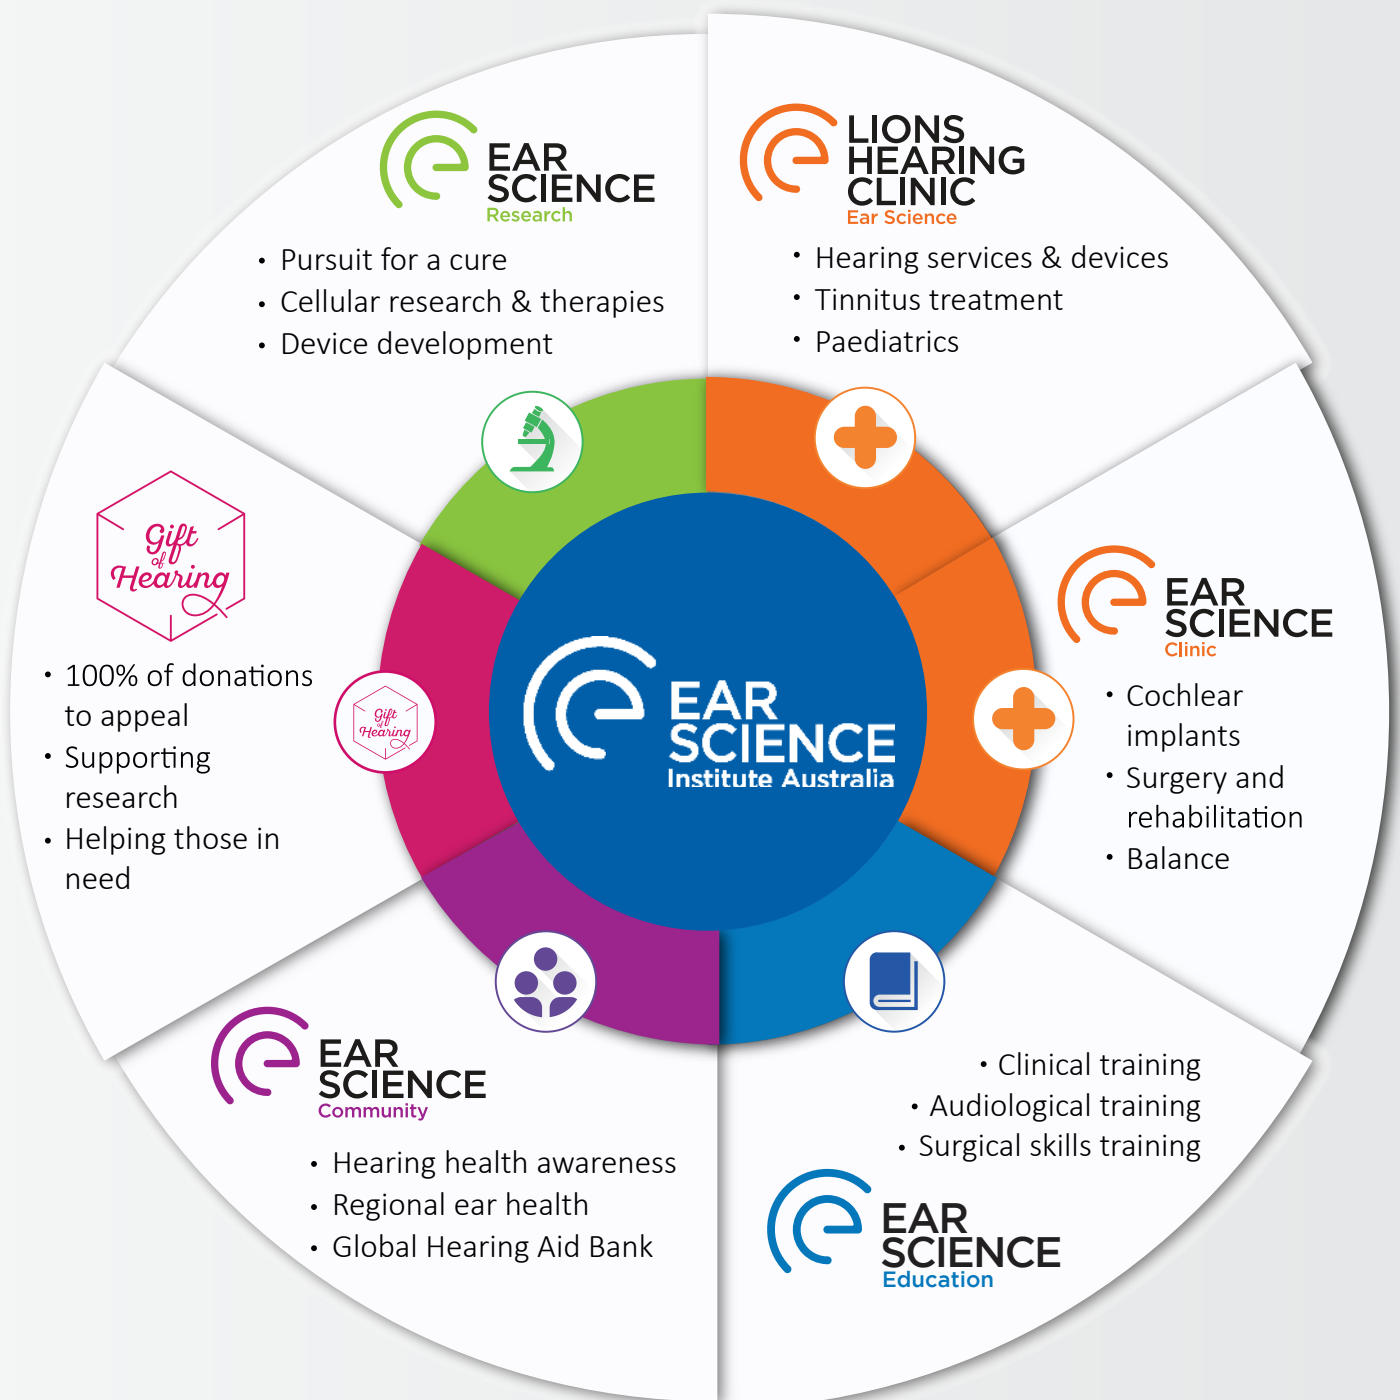 EAR
SCIENCE
Research
• Pursuit for a cure
• Cellular research & therapies
• Device development
LIONS
HEARING
CLINIC
Ear Science
• Hearing services & devices
• Tinnitus treatment
• Paediatrics
EAR
SCIENCE
Clinic
• Cochlear
implants
• Surgery and
rehabilitation
• Balance
• Clinical training
• Audiological training
• Surgical skills training
EAR
SCIENCE
Education
EAR
SCIENCE
Community
• Hearing health awareness
• Regional ear health
• Global Hearing Aid Bank
Gift
of
Hearing
• 100% of donations
to appeal
• Supporting
research
• Helping those in
need
Gift
of
Hearing
EAR
SCIENCE
Institute Australia